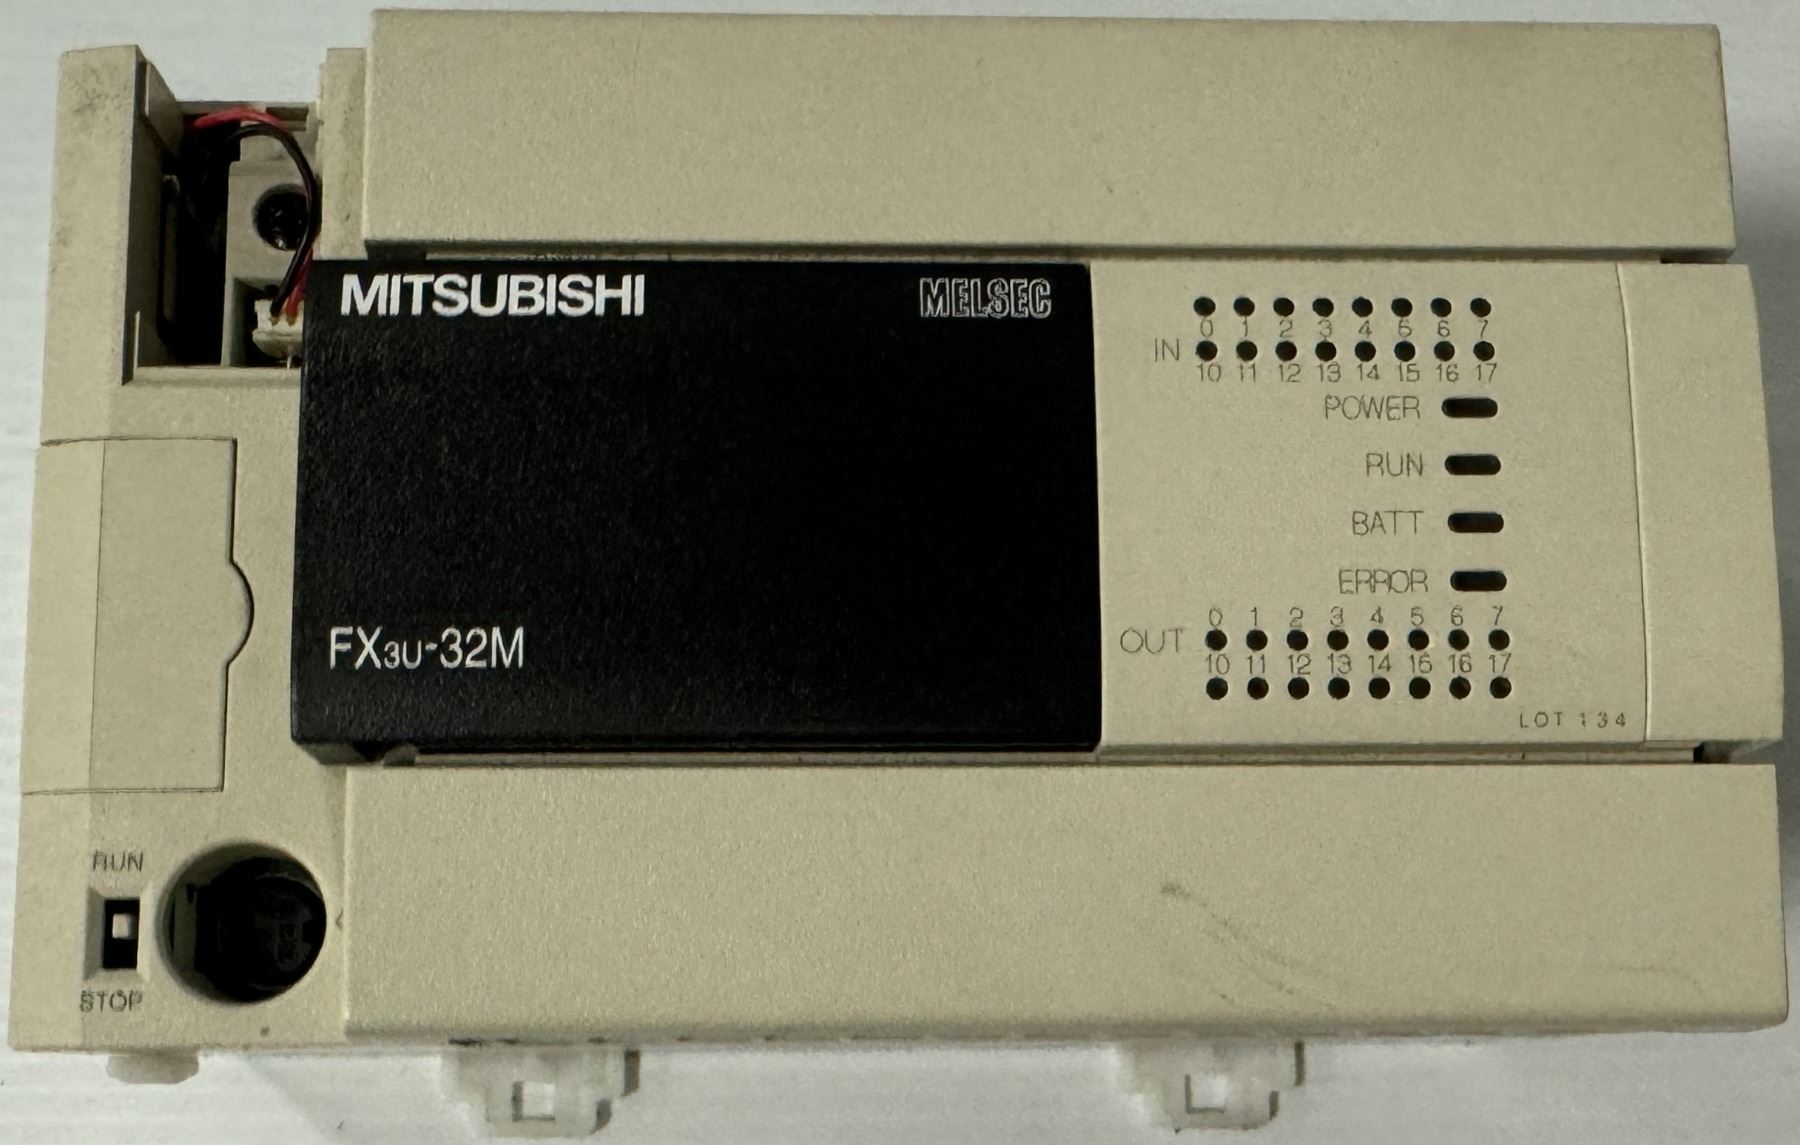 MITSUBISHI MELSEC
0 1 2 3 4 5 6 7
IN
10 11 12 13 14 15 16 17
POWER
RUN
BATT
ERROR
0 1 2 3 4 5 6 7
OUT
10 11 12 13 14 15 16 17
FX3U-32M
LOT 134
RUN
STOP